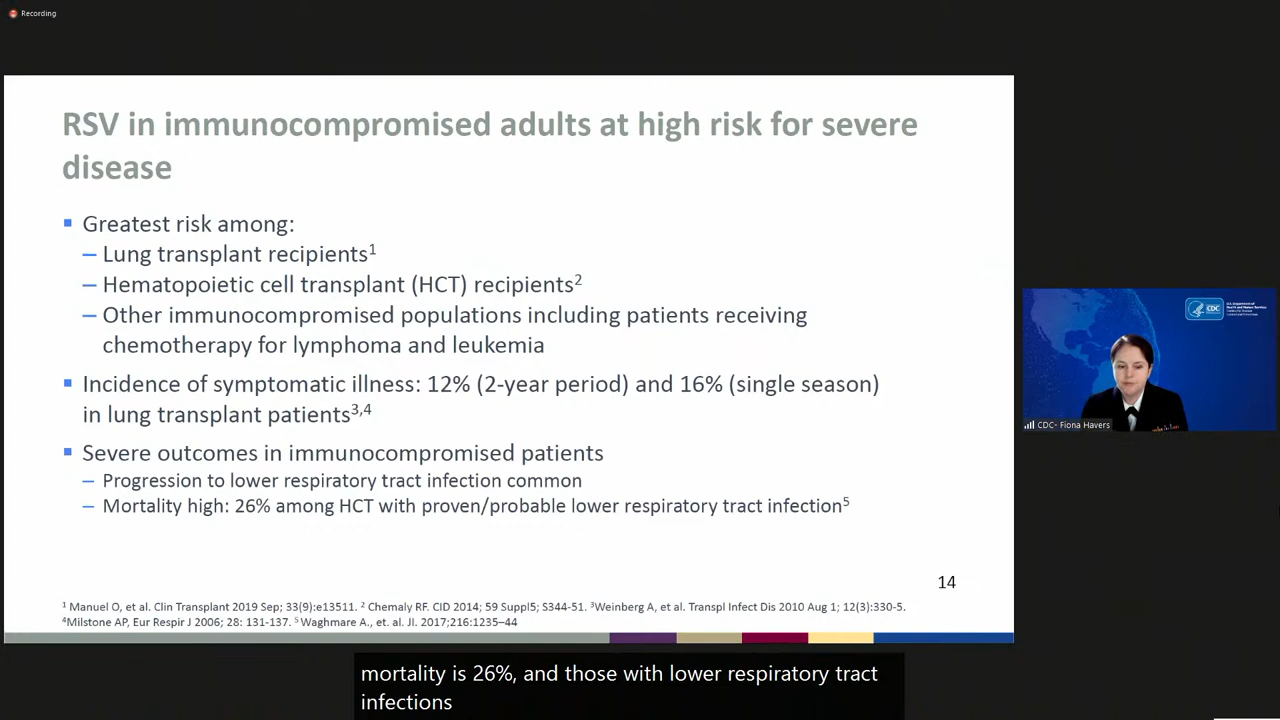 Recording
RSV in immunocompromised adults at high risk for severe
disease
Greatest risk among:
– Lung transplant recipients1
– Hematopoietic cell transplant (HCT) recipients2
– Other immunocompromised populations including patients receiving
chemotherapy for lymphoma and leukemia
Incidence of symptomatic illness: 12% (2-year period) and 16% (single season)
in lung transplant patients3,4
Severe outcomes in immunocompromised patients
– Progression to lower respiratory tract infection common
– Mortality high: 26% among HCT with proven/probable lower respiratory tract infection5
14
1 Manuel O, et al. Clin Transplant 2019 Sep; 33(9):e13511. 2 Chemaly RF. CID 2014; 59 Suppl5; S344-51. 3Weinberg A, et al. Transpl Infect Dis 2010 Aug 1; 12(3):330-5.
4Milstone AP, Eur Respir J 2006; 28: 131-137. 5 Waghmare A., et. al. JI. 2017;216:1235–44
CDC
CDC- Fiona Havers
mortality is 26%, and those with lower respiratory tract
infections